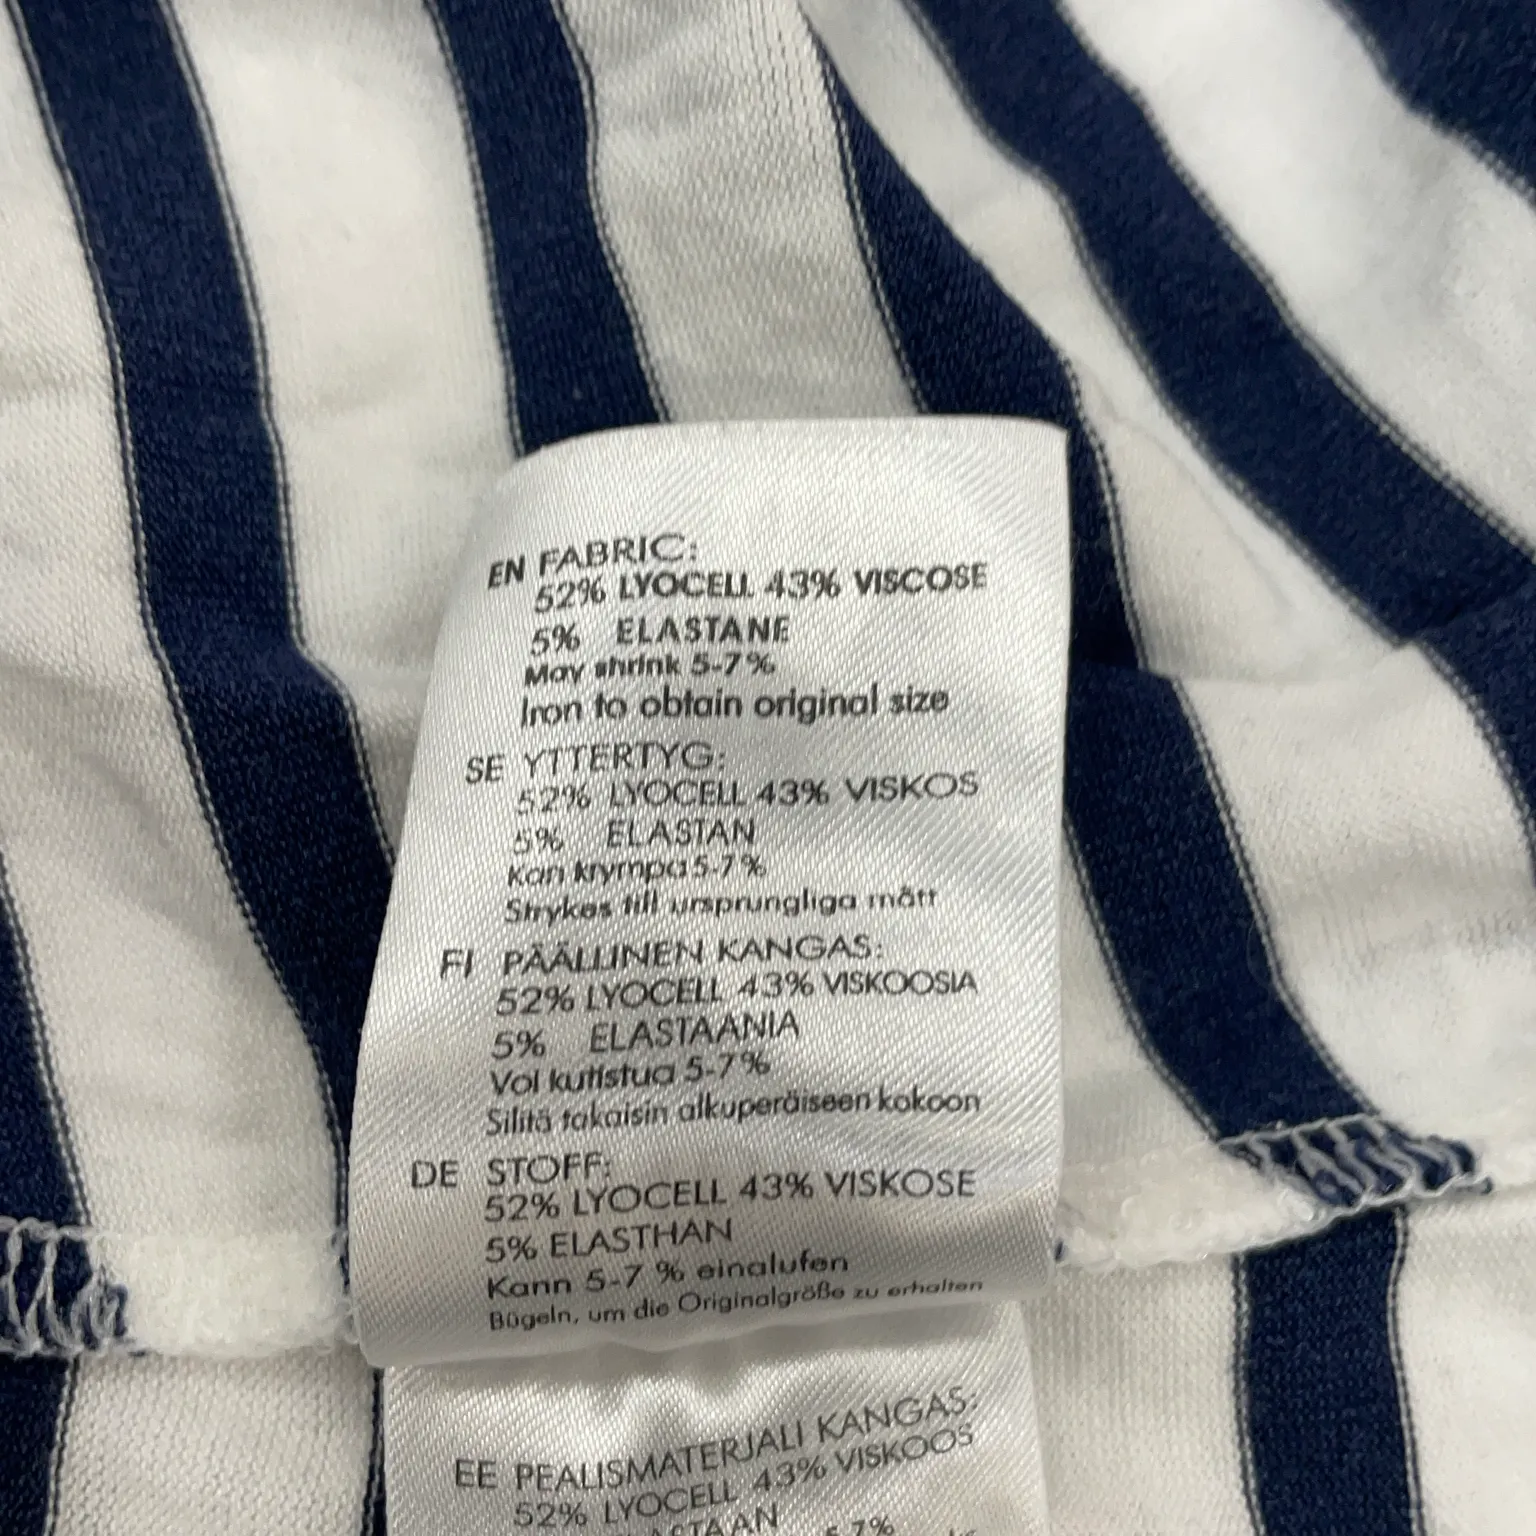 EN FABRIC:
52% LYOCELL 43% VISCOSE
5% ELASTANE
May shrink 5-7%
Iron to obtain original size
SE YTTERTYG:
52% LYOCELL 43% VISKOS
5% ELASTAN
Kan krympa 5-7%
Strykes till ursprungliga mått
FI PÄÄLLINEN KANGAS:
52% LYOCELL 43% VISKOOSIA
5% ELASTAANIA
Voi kutistua 5-7%
Silitä takaisin alkuperäiseen kokoon
DE STOFF:
52% LYOCELL 43% VISKOSE
5% ELASTHAN
Kann 5-7 % einalufen
Bügeln, um die Originalgröße zu erhalten
EE PEALISMATERJALI KANGAS:
52% LYOCELL 43% VISKOOS